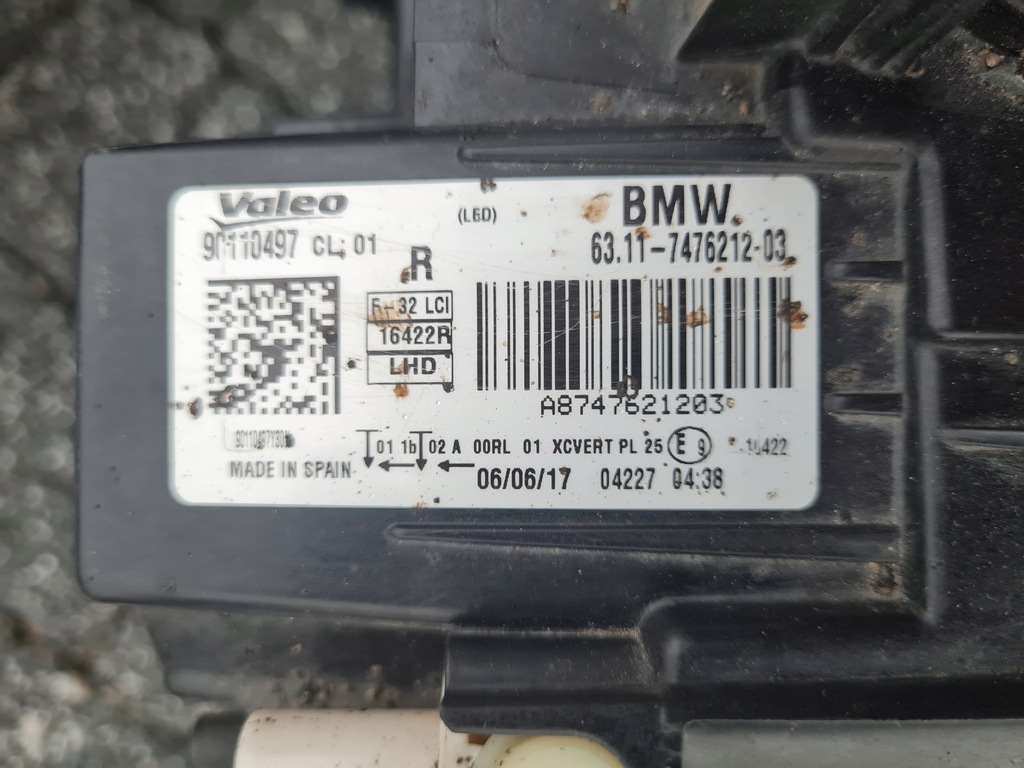 Valeo
(LED)
BMW
90110497 CL; 01
63.11-7476212-03
R
32 LCI
16422R
LHD
A8747621203
01 1b 02 A 00RL 01 XCVERT PL 25 E 9
MADE IN SPAIN
06/06/17 04227 04:38